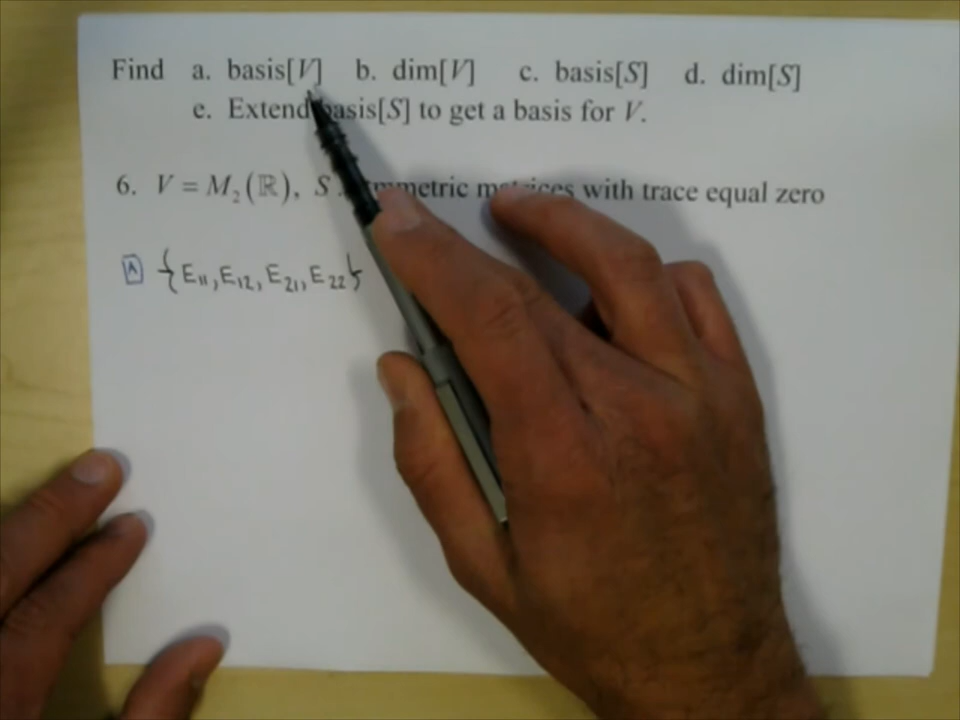 Find a. basis[V] b. dim[V] c. basis[S] d. dim[S]
e. Extend basis[S] to get a basis for V.
6. V = M₂(ℝ), S matrices with trace equal zero
A {E₁₁, E₁₂, E₂₁, E₂₂}